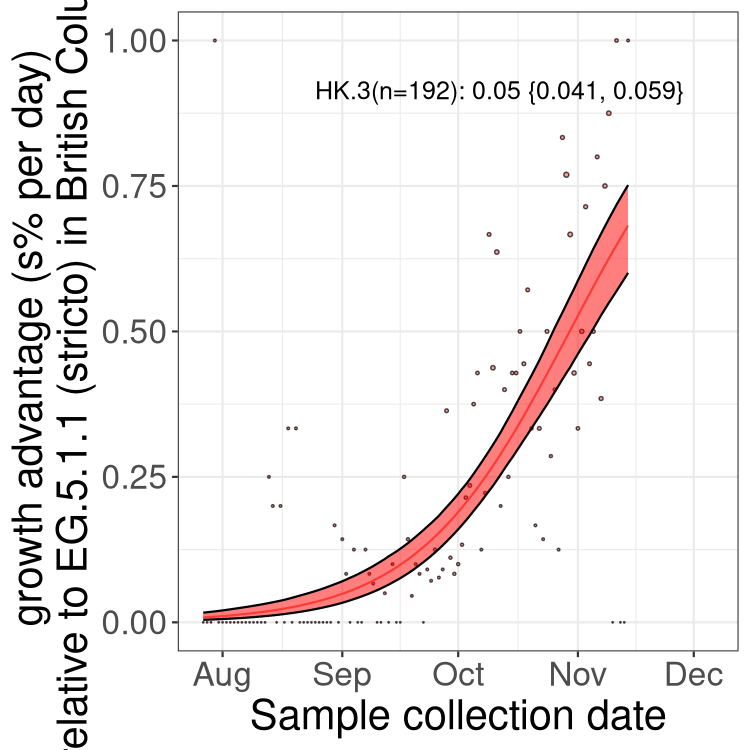 growth advantage (s% per day)
relative to EG.5.1.1 (stricto) in British
1.00
0.75
0.50
0.25
0.00
HK.3(n=192): 0.05 {0.041, 0.059}
Aug Sep Oct Nov Dec
Sample collection date